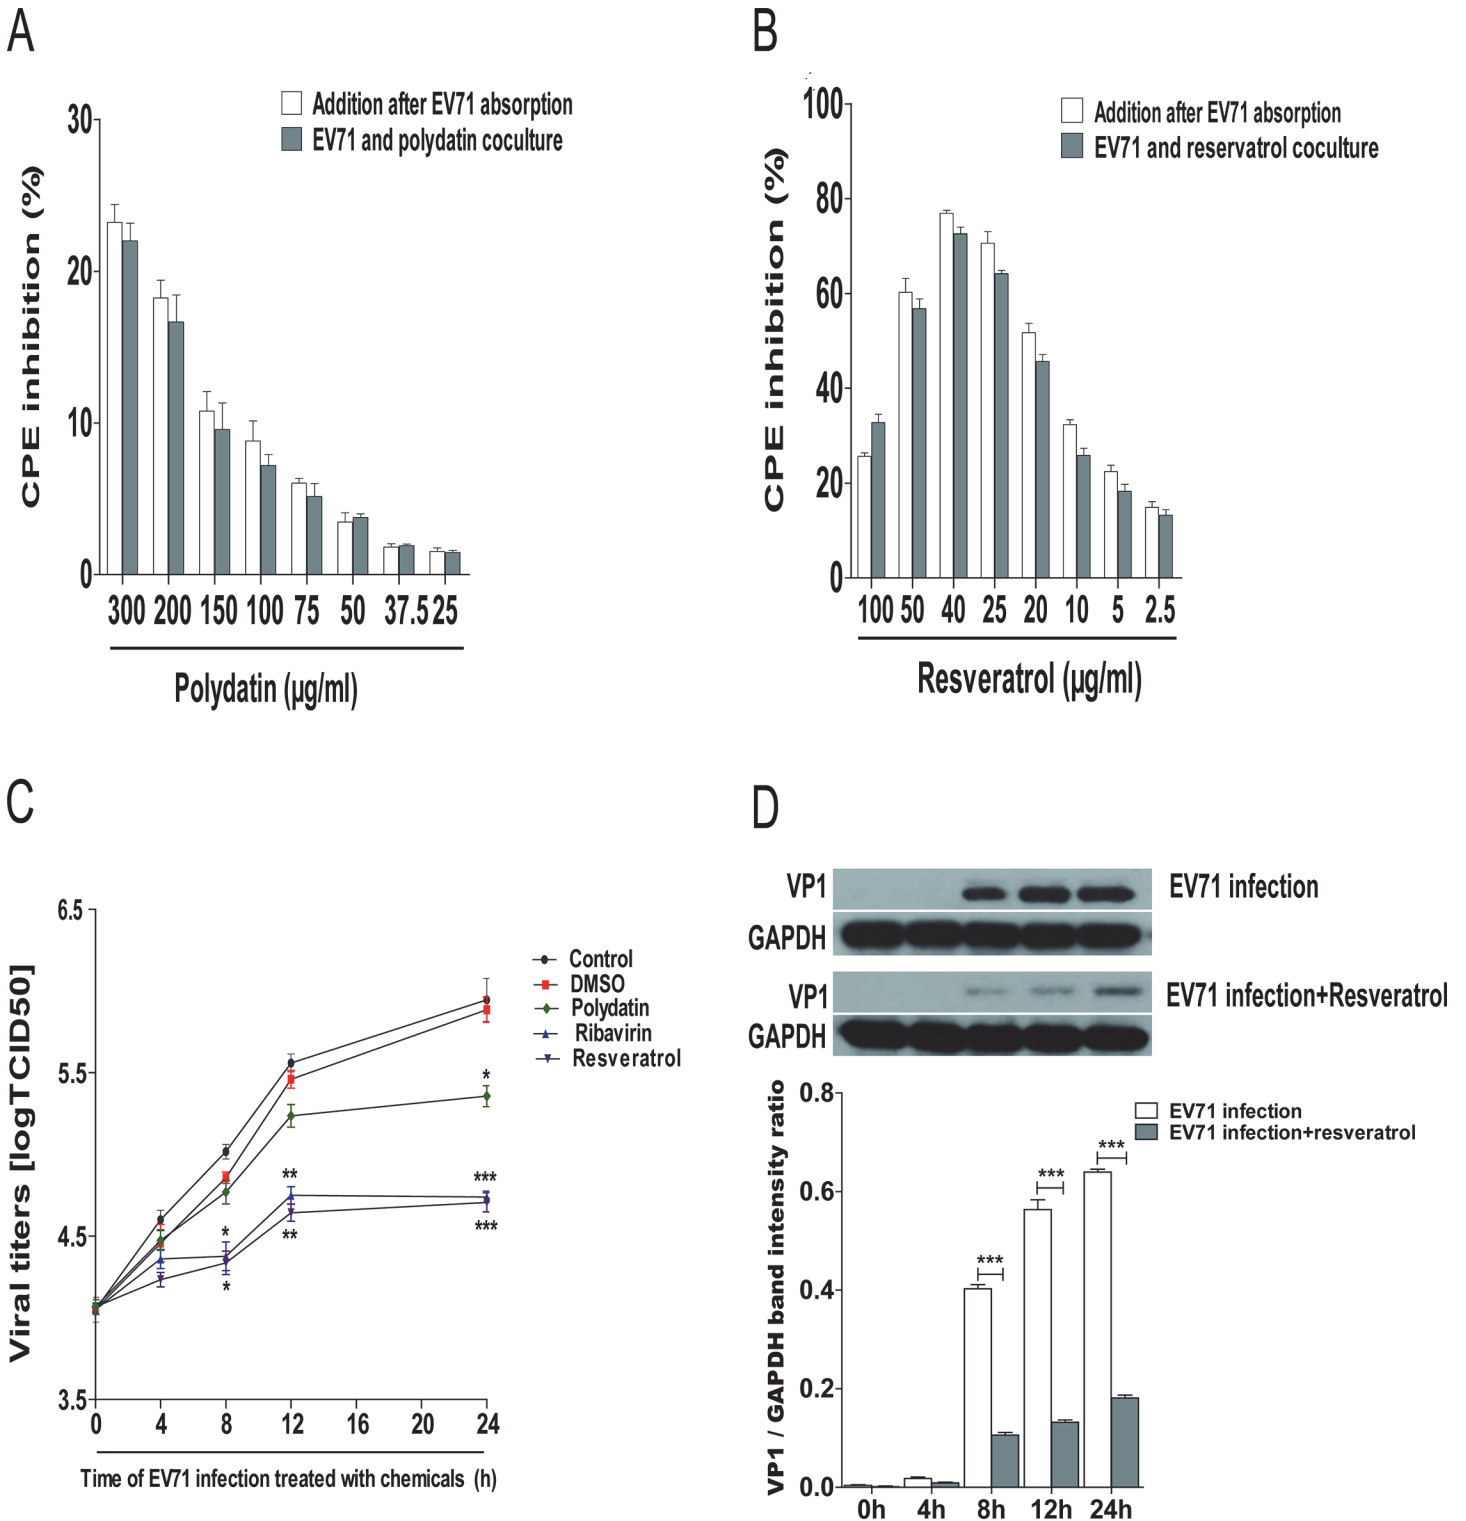 A
30
20
10
0
CPE inhibition (%)
Addition after EV71 absorption
EV71 and polydatin coculture
300 200 150 100 75 50 37.5 25
Polydatin (µg/ml)
B
100
80
60
40
20
0
CPE inhibition (%)
Addition after EV71 absorption
EV71 and reservatrol coculture
100 50 40 25 20 10 5 2.5
Resveratrol (µg/ml)
C
6.5
5.5
4.5
3.5
Viral titers [logTCID50]
Control
DMSO
Polydatin
Ribavirin
Resveratrol
*
**
***
*
**
***
*
0 4 8 12 16 20 24
Time of EV71 infection treated with chemicals (h)
D
VP1
EV71 infection
GAPDH
VP1
EV71 infection+Resveratrol
GAPDH
0.8
0.6
0.4
0.2
0.0
VP1 / GAPDH band intensity ratio
EV71 infection
EV71 infection+resveratrol
***
***
***
0h 4h 8h 12h 24h